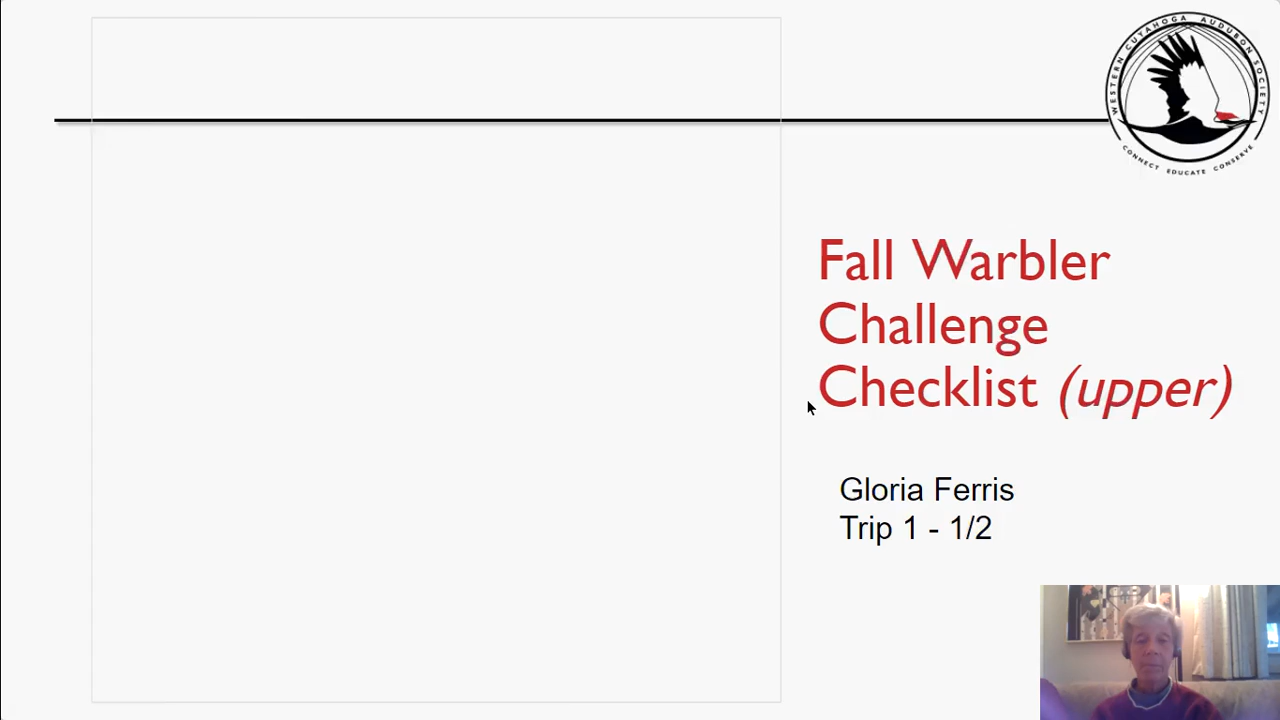 WESTERN CUYAHOGA AUDUBON SOCIETY
CONNECT EDUCATE CONSERVE
Fall Warbler
Challenge
Checklist (upper)
Gloria Ferris
Trip 1 - 1/2